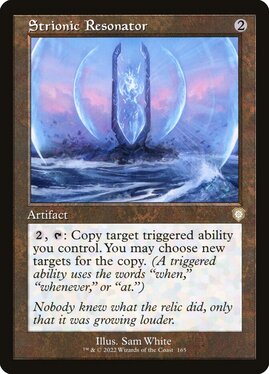 Strionic Resonator 2
Artifact
2, T: Copy target triggered ability
you control. You may choose new
targets for the copy. (A triggered
ability uses the words “when,”
“whenever,” or “at.”)
Nobody knew what the relic did, only
that it was growing louder.
Illus. Sam White
™ & © 2022 Wizards of the Coast 165